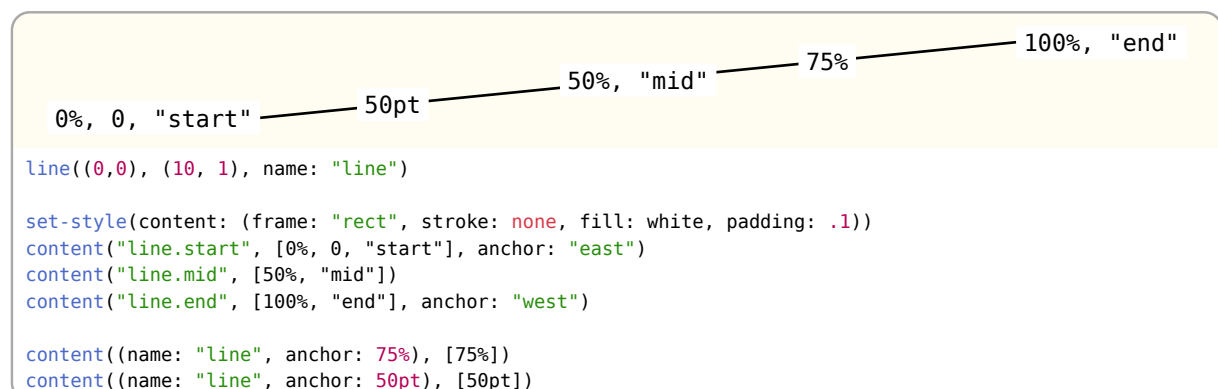 100%, "end"
75%
50%, "mid"
50pt
0%, 0, "start"
line((0,0), (10, 1), name: "line")
set-style(content: (frame: "rect", stroke: none, fill: white, padding: .1))
content("line.start", [0%, 0, "start"], anchor: "east")
content("line.mid", [50%, "mid"])
content("line.end", [100%, "end"], anchor: "west")
content((name: "line", anchor: 75%), [75%])
content((name: "line", anchor: 50pt), [50pt])